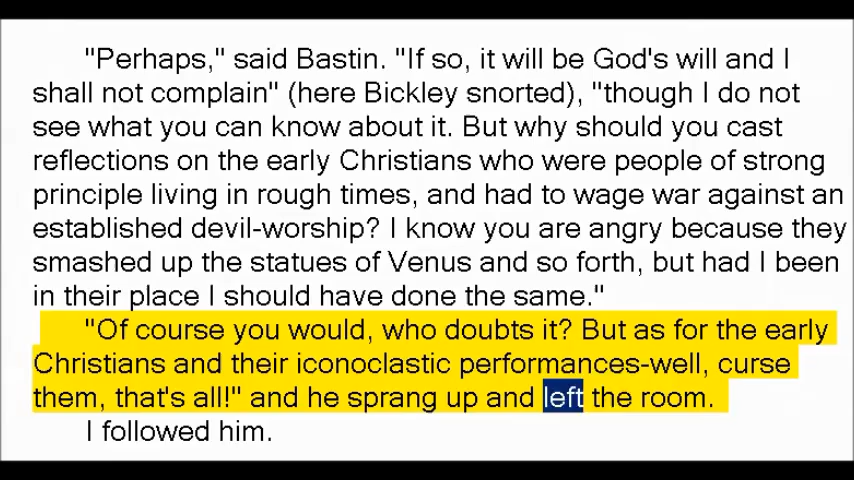 "Perhaps," said Bastin. "If so, it will be God's will and I
shall not complain" (here Bickley snorted), "though I do not
see what you can know about it. But why should you cast
reflections on the early Christians who were people of strong
principle living in rough times, and had to wage war against an
established devil-worship? I know you are angry because they
smashed up the statues of Venus and so forth, but had I been
in their place I should have done the same."
"Of course you would, who doubts it? But as for the early
Christians and their iconoclastic performances-well, curse
them, that's all!" and he sprang up and left the room.
I followed him.